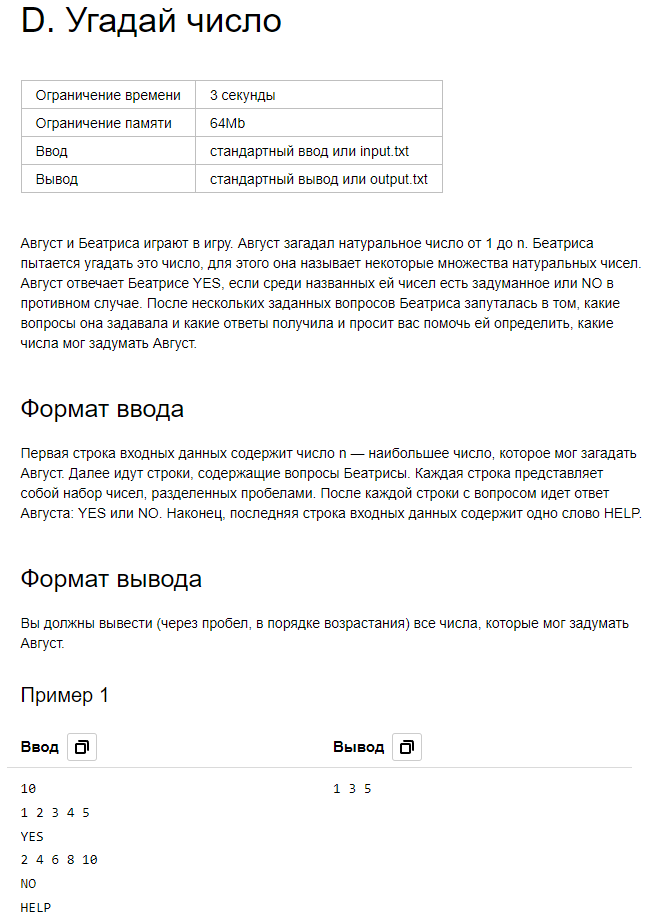 D. Угадай число
Ограничение времени 3 секунды
Ограничение памяти 64Mb
Ввод стандартный ввод или input.txt
Вывод стандартный вывод или output.txt
Август и Беатриса играют в игру. Август загадал натуральное число от 1 до n. Беатриса
пытается угадать это число, для этого она называет некоторые множества натуральных чисел.
Август отвечает Беатрисе YES, если среди названных ей чисел есть задуманное или NO в
противном случае. После нескольких заданных вопросов Беатриса запуталась в том, какие
вопросы она задавала и какие ответы получила и просит вас помочь ей определить, какие
числа мог задумать Август.
Формат ввода
Первая строка входных данных содержит число n — наибольшее число, которое мог загадать
Август. Далее идут строки, содержащие вопросы Беатрисы. Каждая строка представляет
собой набор чисел, разделенных пробелами. После каждой строки с вопросом идет ответ
Августа: YES или NO. Наконец, последняя строка входных данных содержит одно слово HELP.
Формат вывода
Вы должны вывести (через пробел, в порядке возрастания) все числа, которые мог задумать
Август.
Пример 1
Ввод Вывод
10 1 3 5
1 2 3 4 5
YES
2 4 6 8 10
NO
HELP